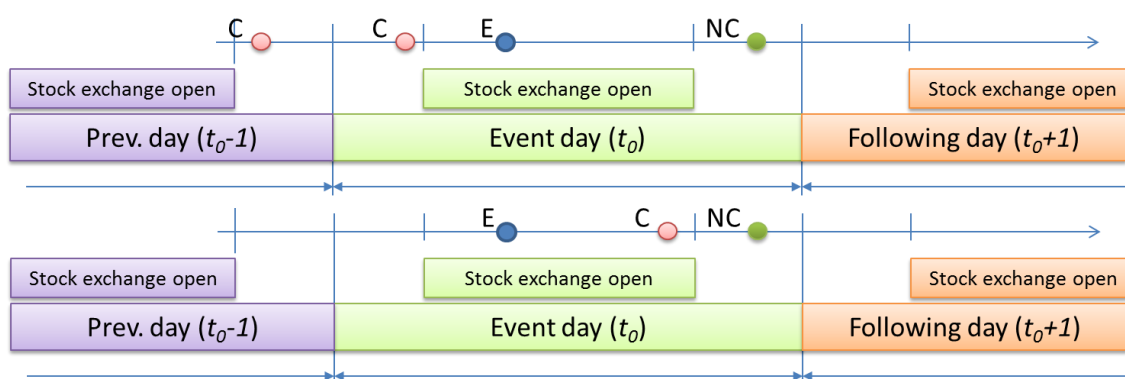 C C E NC
Stock exchange open Stock exchange open Stock exchange open
Prev. day (t0-1) Event day (t0) Following day (t0+1)
E C NC
Stock exchange open Stock exchange open Stock exchange open
Prev. day (t0-1) Event day (t0) Following day (t0+1)